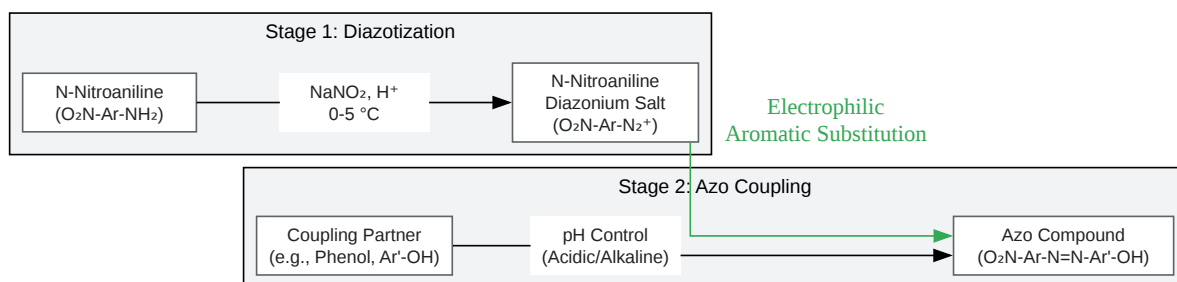 Stage 1: Diazotization
N-Nitroaniline
(O₂N-Ar-NH₂)
NaNO₂, H⁺
0-5 °C
N-Nitroaniline
Diazonium Salt
(O₂N-Ar-N₂⁺)
Electrophilic
Aromatic Substitution
Stage 2: Azo Coupling
Coupling Partner
(e.g., Phenol, Ar'-OH)
pH Control
(Acidic/Alkaline)
Azo Compound
(O₂N-Ar-N=N-Ar'-OH)